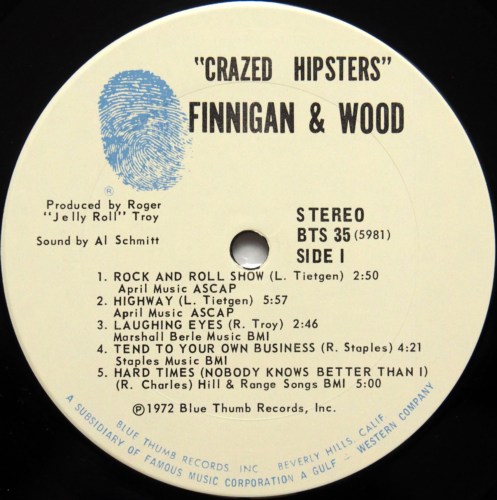 "CRAZED HIPSTERS"
FINNIGAN & WOOD
®
Produced by Roger
"Jelly Roll" Troy
Sound by Al Schmitt
STEREO
BTS 35 (5981)
SIDE I
1. ROCK AND ROLL SHOW (L. Tietgen) 2:50
April Music ASCAP
2. HIGHWAY (L. Tietgen) 5:57
April Music ASCAP
3. LAUGHING EYES (R. Troy) 2:46
Marshall Berle Music BMI
4. TEND TO YOUR OWN BUSINESS (R. Staples) 4:21
Staples Music BMI
5. HARD TIMES (NOBODY KNOWS BETTER THAN I)
(R. Charles) Hill & Range Songs BMI 5:00
℗1972 Blue Thumb Records, Inc.
BLUE THUMB RECORDS INC BEVERLY HILLS, CALIF
A SUBSIDIARY OF FAMOUS MUSIC CORPORATION A GULF - WESTERN COMPANY